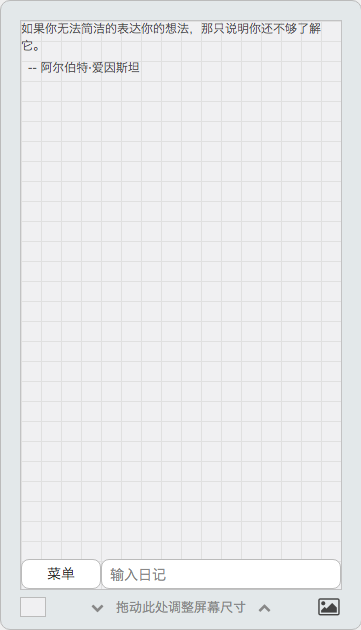 如果你无法简洁的表达你的想法，那只说明你还不够了解
它。
-- 阿尔伯特·爱因斯坦
菜单
输入日记
拖动此处调整屏幕尺寸